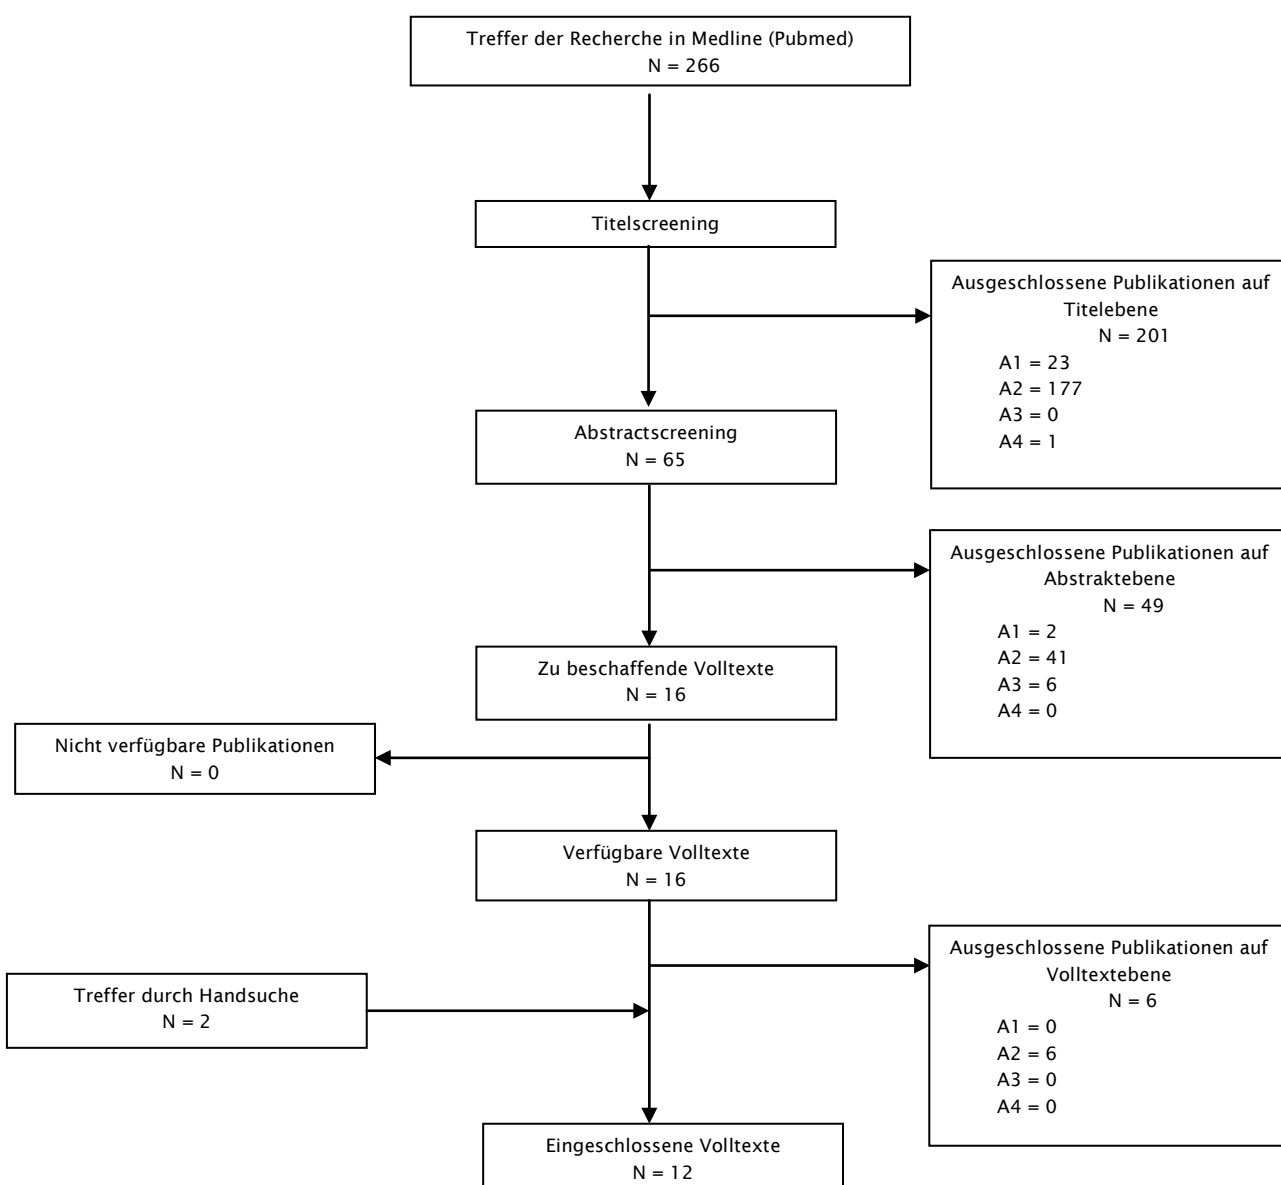 Treffer der Recherche in Medline (Pubmed)
N = 266
Titelscreening
Ausgeschlossene Publikationen auf
Titelebene
N = 201
A1 = 23
A2 = 177
A3 = 0
A4 = 1
Abstractscreening
N = 65
Ausgeschlossene Publikationen auf
Abstraktebene
N = 49
A1 = 2
A2 = 41
A3 = 6
A4 = 0
Zu beschaffende Volltexte
N = 16
Nicht verfügbare Publikationen
N = 0
Verfügbare Volltexte
N = 16
Ausgeschlossene Publikationen auf
Volltextebene
N = 6
A1 = 0
A2 = 6
A3 = 0
A4 = 0
Treffer durch Handsuche
N = 2
Eingeschlossene Volltexte
N = 12